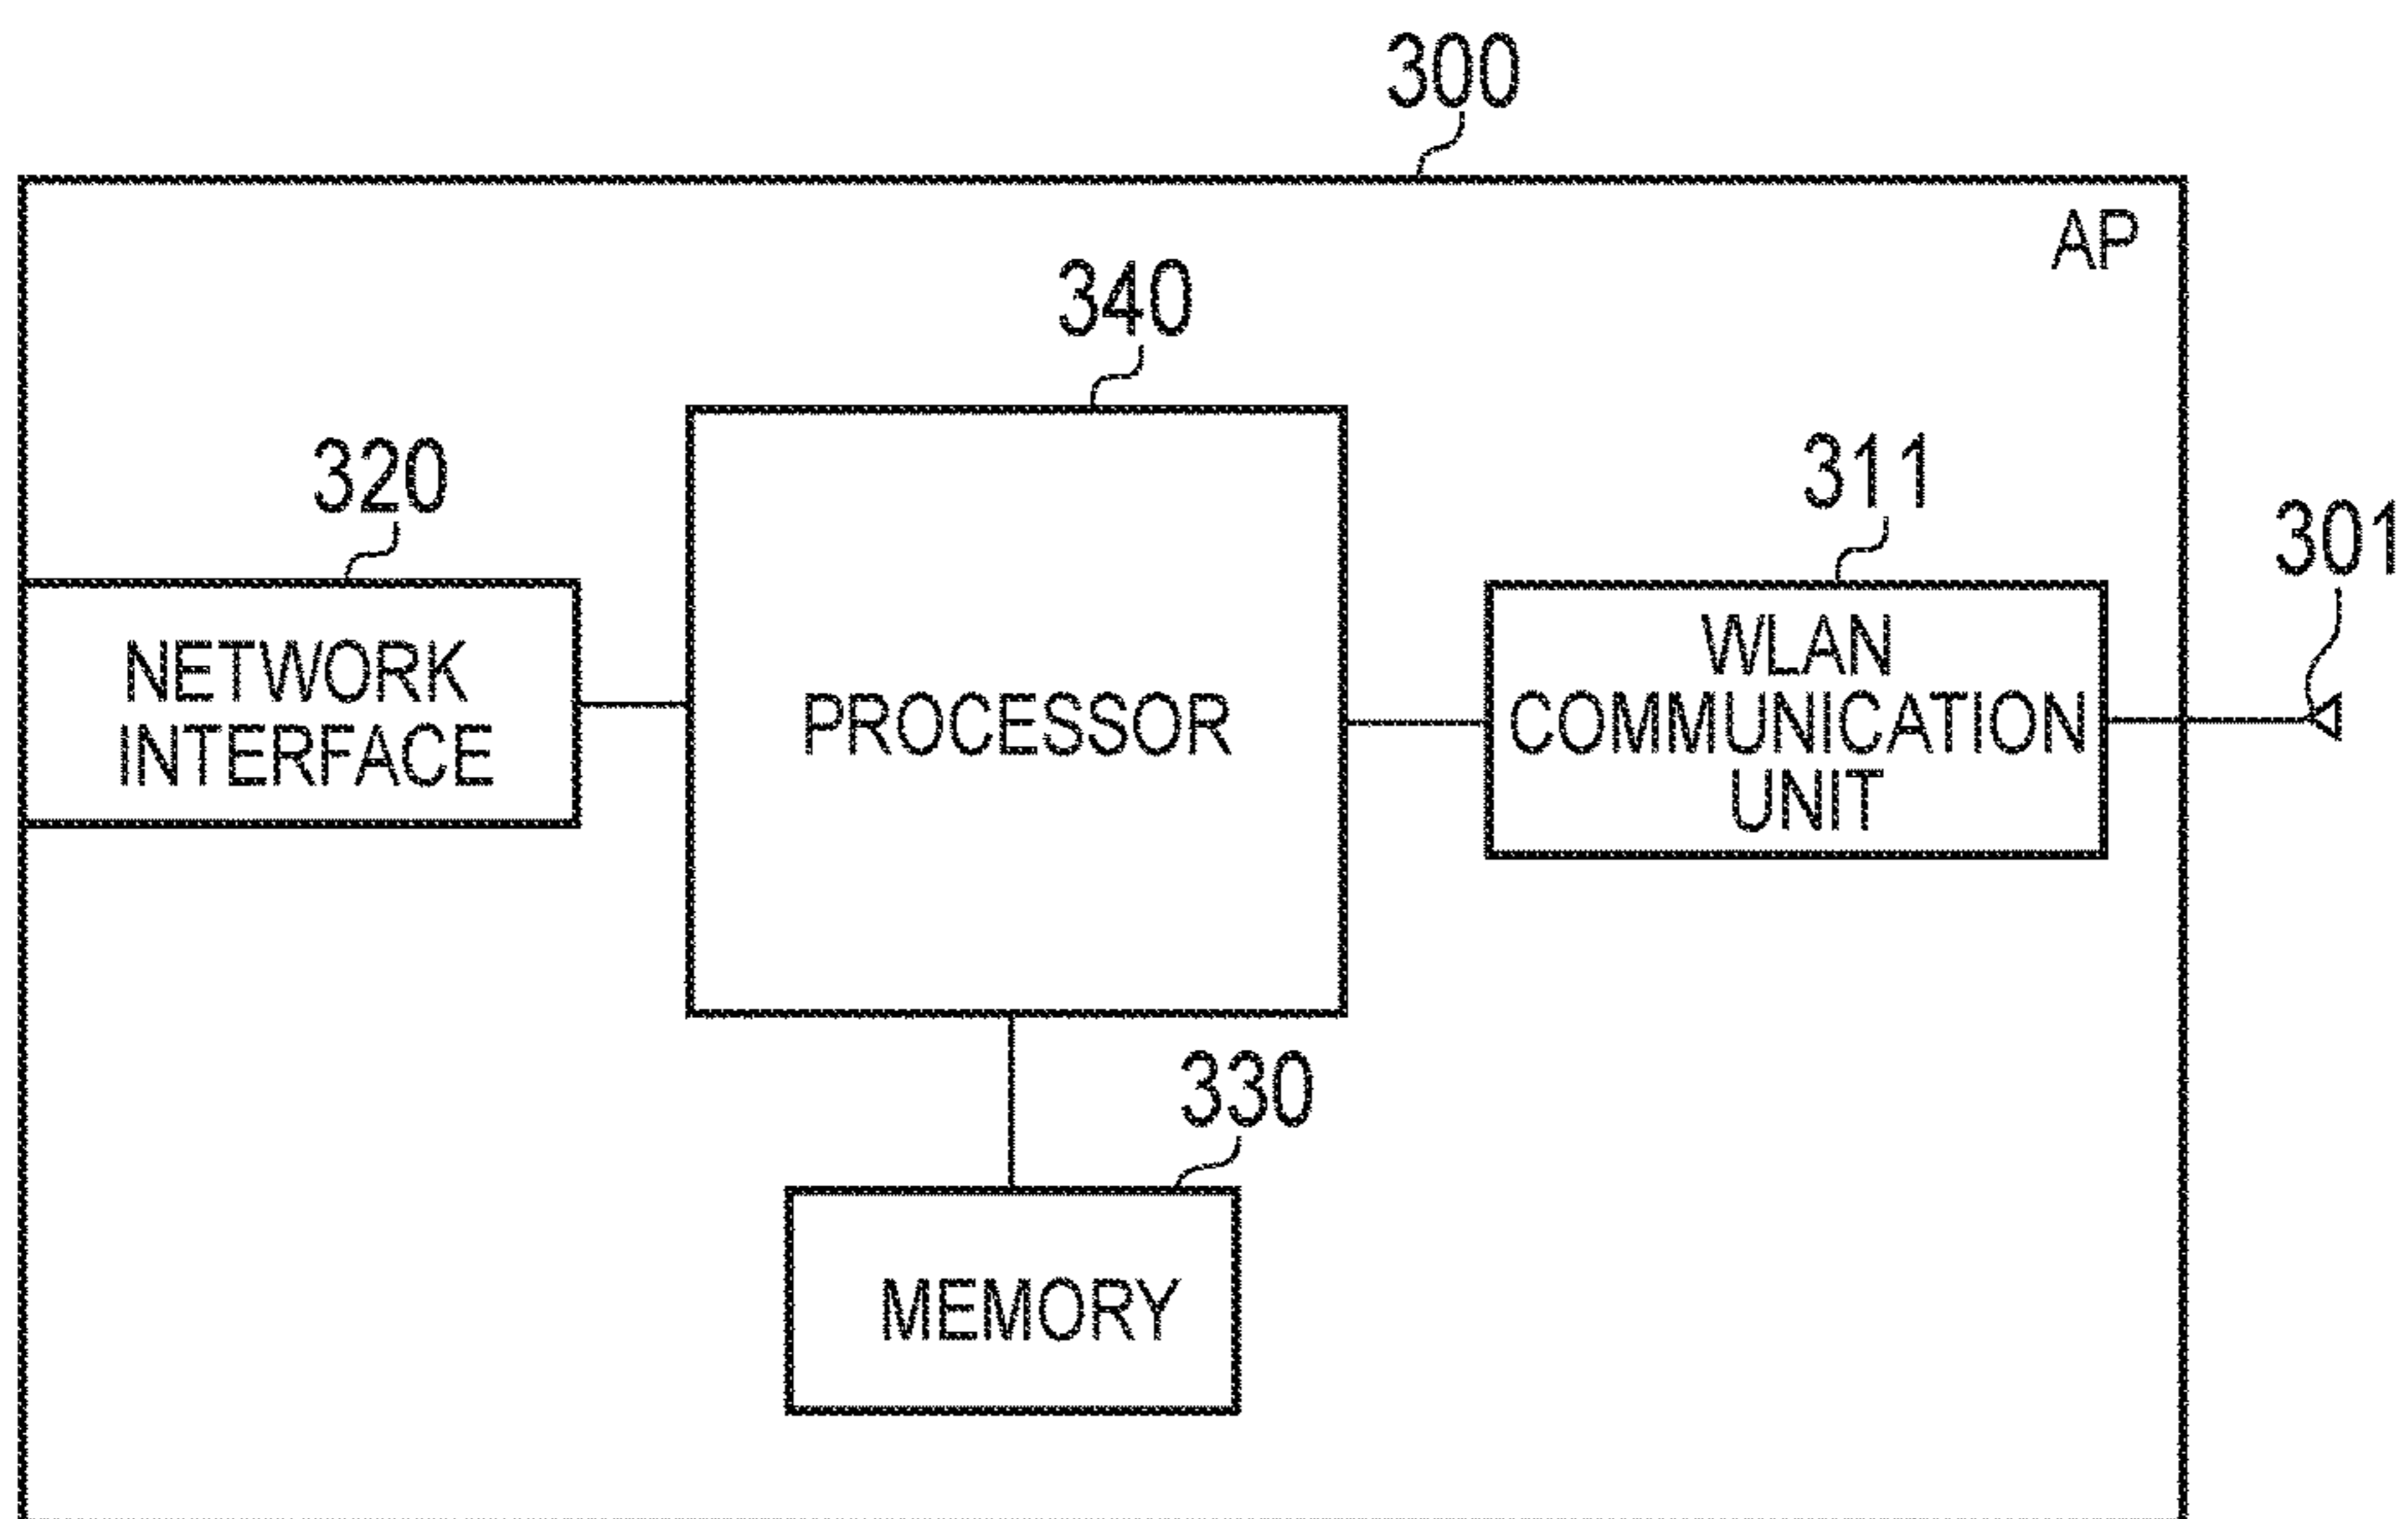 300
AP
340
320
311
301
NETWORK
INTERFACE
PROCESSOR
WLAN
COMMUNICATION
UNIT
330
MEMORY